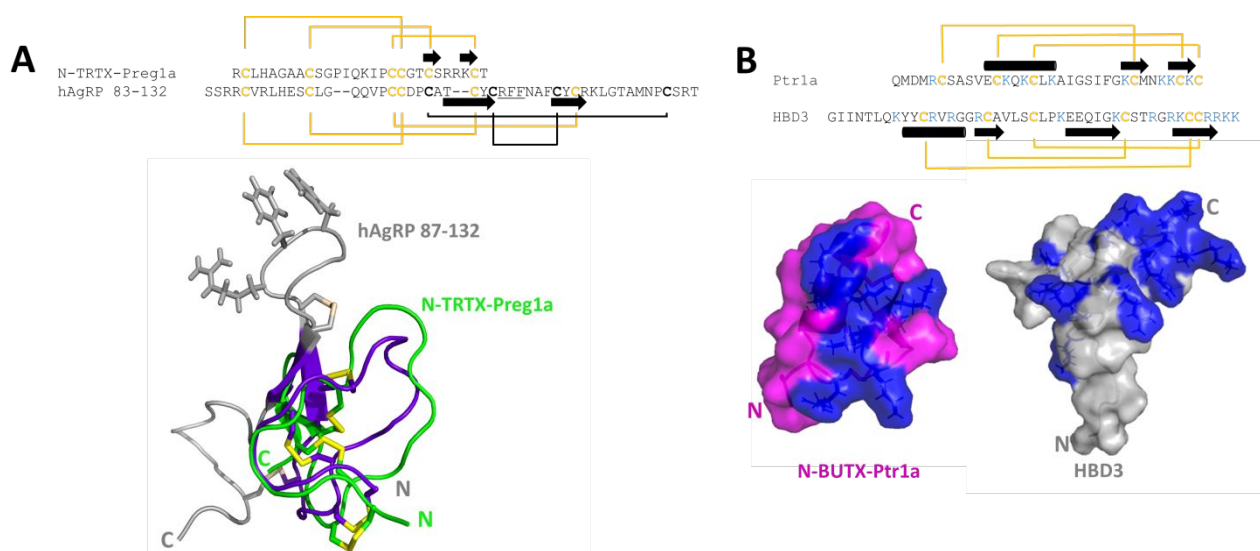 A
N-TRTX-Preg1a RCLHAGAACSGPIQKIPCCGTCSRRKCT
hAgRP 83-132 SSRRCVRLHESCLG--QQVPCCDPCAT--CYCRFFNAFCYCRKLGTAMNPCSRT
hAgRP 87-132
N-TRTX-Preg1a
C
N
N
C
B
Ptr1a QMDMRCSASVECKQKCLKAIGSIFGKCMNKKCKC
HBD3 GIINTLQKYYCRVRGGRCAVLSCLPKEEQIGKCSTRGRKCCRRKK
C
C
N
N
N-BUTX-Ptr1a
HBD3